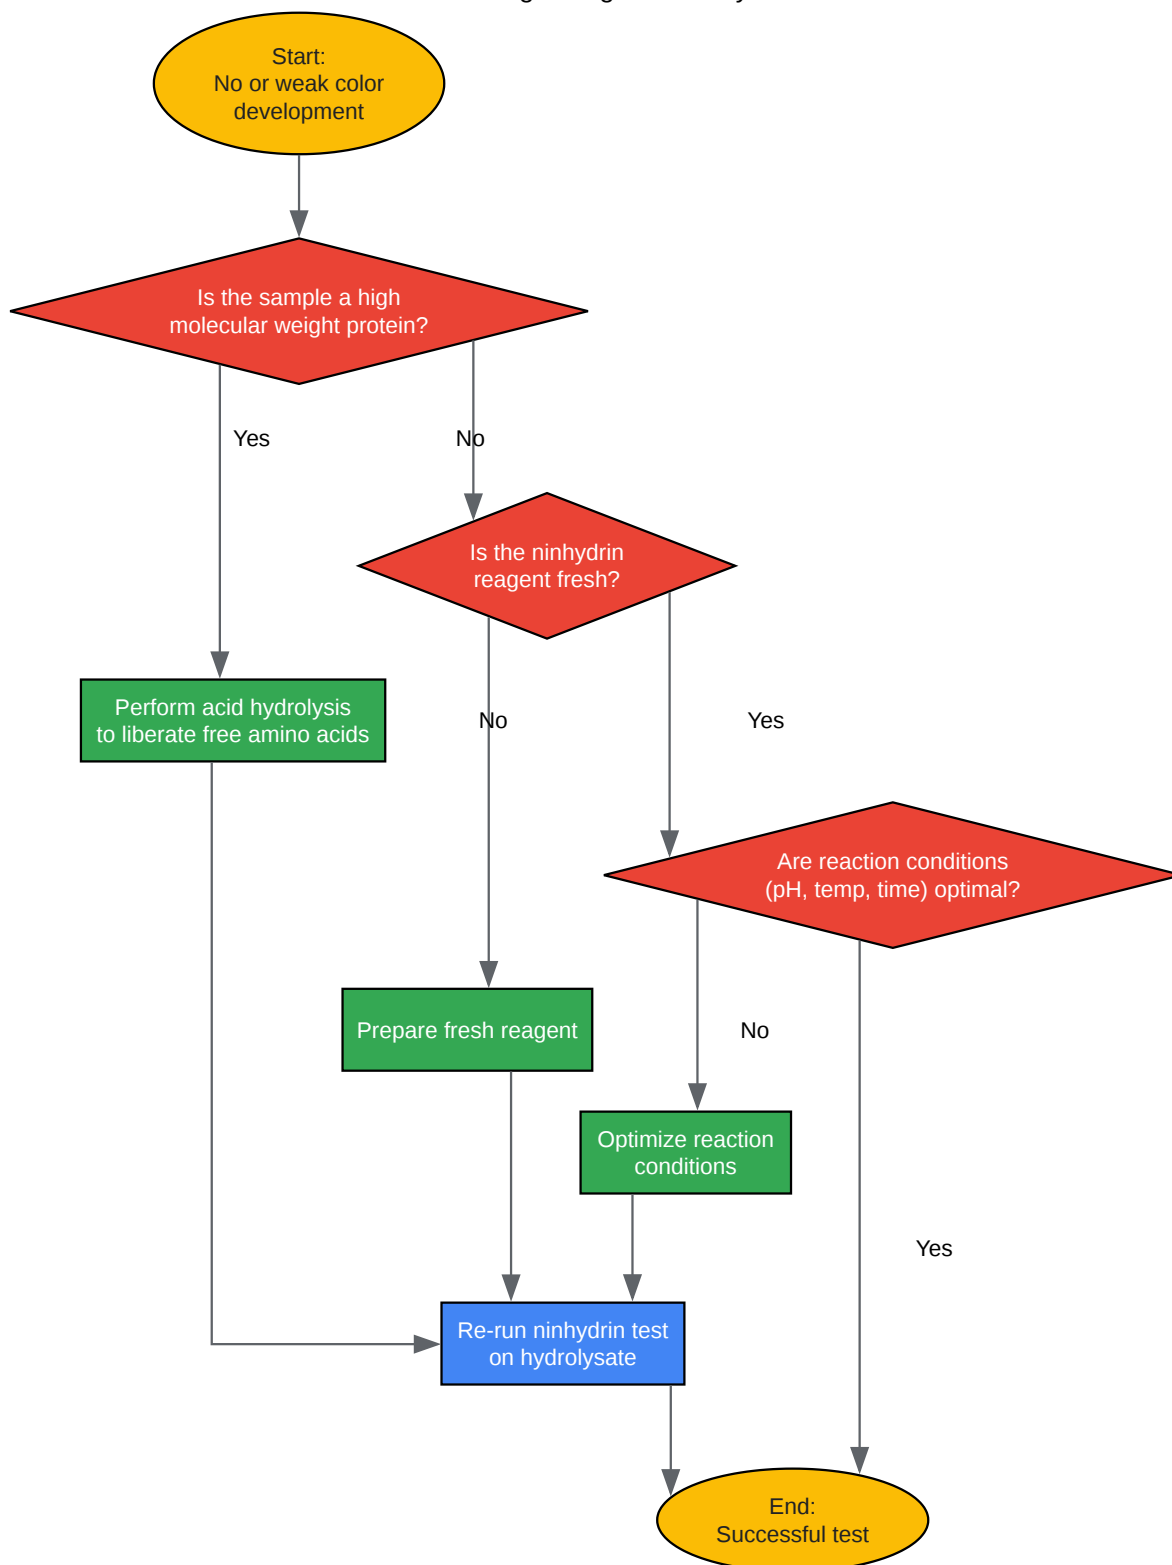 Start:
No or weak color
development
Is the sample a high
molecular weight protein?
Yes
No
Is the ninhydrin
reagent fresh?
Perform acid hydrolysis
to liberate free amino acids
No
Yes
Are reaction conditions
(pH, temp, time) optimal?
Prepare fresh reagent
No
Optimize reaction
conditions
Yes
Re-run ninhydrin test
on hydrolysate
End:
Successful test